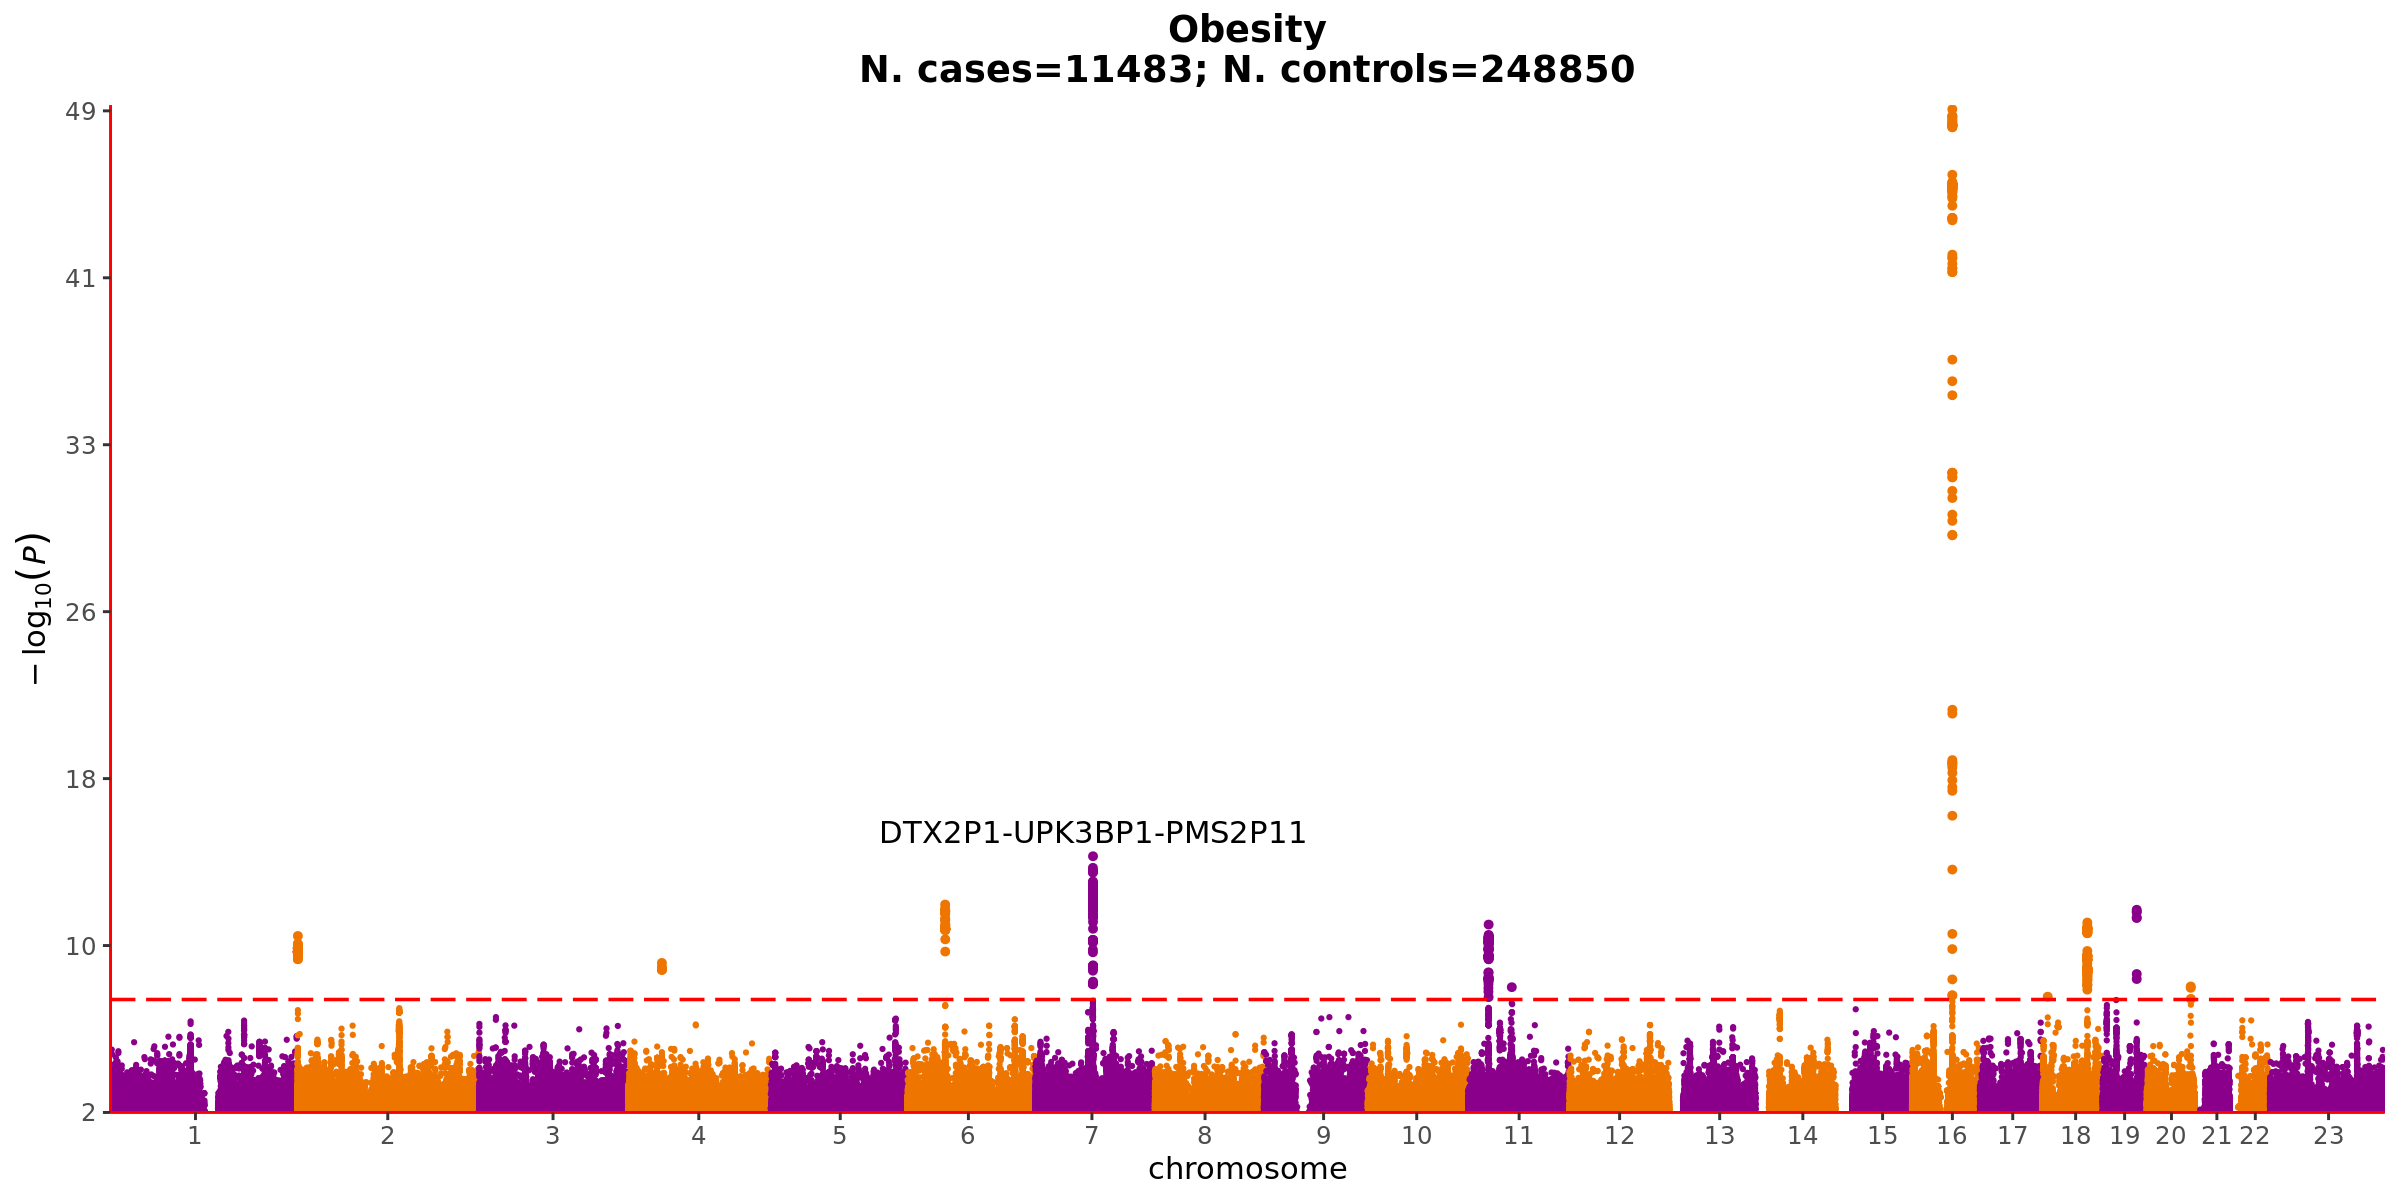 Obesity
N. cases=11483; N. controls=248850
49
41
33
26
18
10
2
−log10(P)
DTX2P1-UPK3BP1-PMS2P11
1 2 3 4 5 6 7 8 9 10 11 12 13 14 15 16 17 18 19 20 21 22 23
chromosome